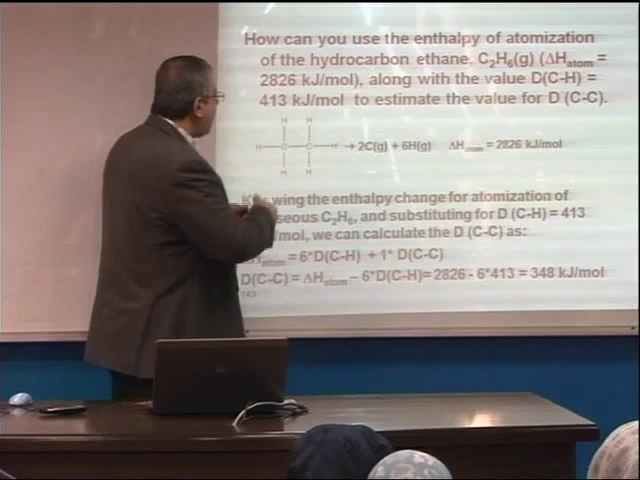 How can you use the enthalpy of atomization
of the hydrocarbon ethane, C₂H₆(g) (ΔHatom =
2826 kJ/mol), along with the value D(C-H) =
413 kJ/mol to estimate the value for D (C-C).
H H
H C C H → 2C(g) + 6H(g) ΔHatom = 2826 kJ/mol
H H
wing the enthalpy change for atomization of
seous C₂H₆, and substituting for D (C-H) = 413
/mol, we can calculate the D (C-C) as:
atom = 6*D(C-H) + 1* D(C-C)
D(C-C) = ΔHatom – 6*D(C-H)= 2826 - 6*413 = 348 kJ/mol
143